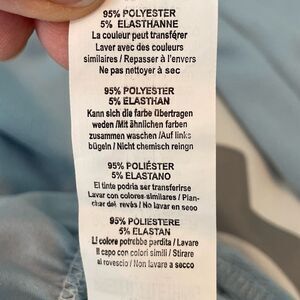 95% POLYESTER
5% ELASTHANNE
La couleur peut transférer
Laver avec des couleurs
similaires / Repasser à l'envers
Ne pas nettoyer à sec
95% POLYESTER
5% ELASTHAN
Kann sich die farbe übertragen
weden /Mit ähnlichen farben
zusammen waschen /Auf links
bügeln / Nicht chemisch reingn
95% POLIÉSTER
5% ELASTANO
El tinte podria ser transferirse
Lavar con colores similares / Plan-
char del revés / No lavar en seco
95% POLIESTERE
5% ELASTAN
Ll colore potrebbe perdita / Lavare
Il capo con colori simili / Stirare
al rovescio / Non lavare a secco